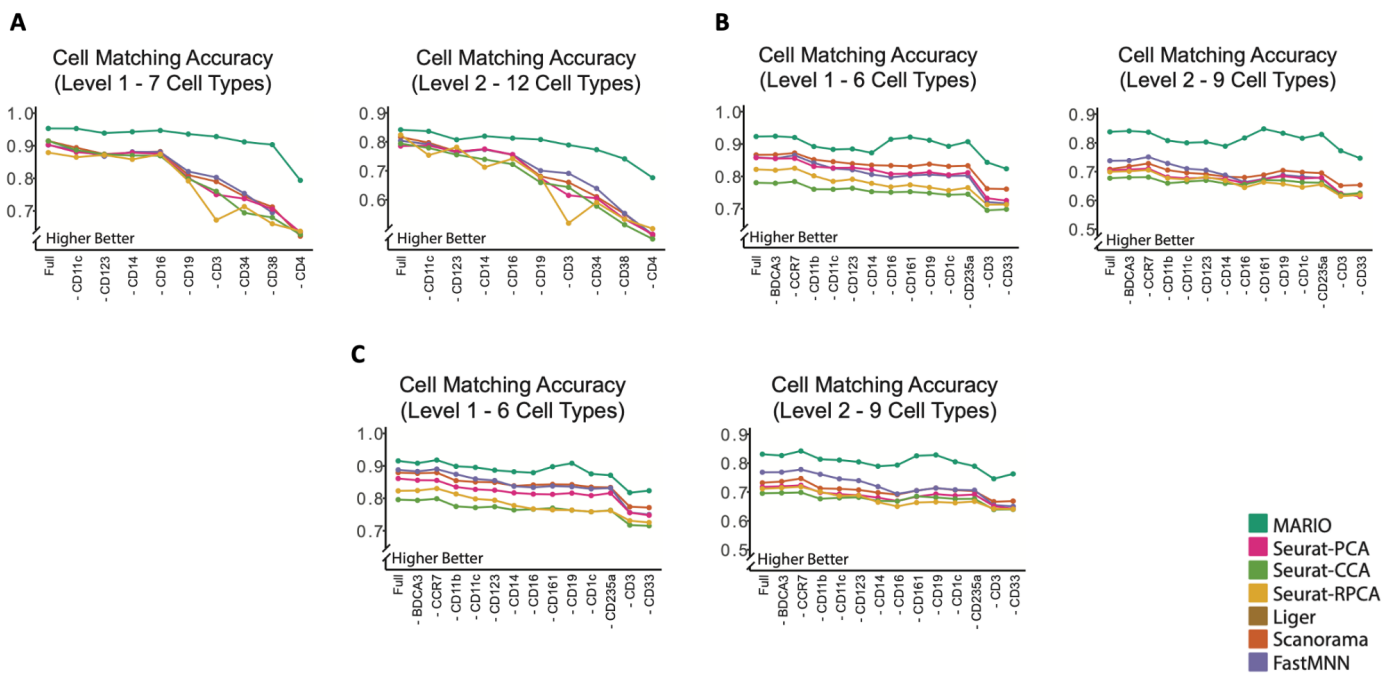 A
Cell Matching Accuracy
(Level 1 - 7 Cell Types)
1.0
0.9
0.8
0.7
Higher Better
Full
- CD11c
- CD123
- CD14
- CD16
- CD19
- CD3
- CD34
- CD38
- CD4
Cell Matching Accuracy
(Level 2 - 12 Cell Types)
0.9
0.8
0.7
0.6
Higher Better
Full
- CD11c
- CD123
- CD14
- CD16
- CD19
- CD3
- CD34
- CD38
- CD4
B
Cell Matching Accuracy
(Level 1 - 6 Cell Types)
1.0
0.9
0.8
0.7
Higher Better
Full
- BDCA3
- CCR7
- CD11b
- CD11c
- CD123
- CD14
- CD16
- CD161
- CD19
- CD1c
- CD235a
- CD3
- CD33
Cell Matching Accuracy
(Level 2 - 9 Cell Types)
0.9
0.8
0.7
0.6
0.5
Higher Better
Full
- BDCA3
- CCR7
- CD11b
- CD11c
- CD123
- CD14
- CD16
- CD161
- CD19
- CD1c
- CD235a
- CD3
- CD33
C
Cell Matching Accuracy
(Level 1 - 6 Cell Types)
1.0
0.9
0.8
0.7
Higher Better
Full
- BDCA3
- CCR7
- CD11b
- CD11c
- CD123
- CD14
- CD16
- CD161
- CD19
- CD1c
- CD235a
- CD3
- CD33
Cell Matching Accuracy
(Level 2 - 9 Cell Types)
0.9
0.8
0.7
0.6
0.5
Higher Better
Full
- BDCA3
- CCR7
- CD11b
- CD11c
- CD123
- CD14
- CD16
- CD161
- CD19
- CD1c
- CD235a
- CD3
- CD33
MARIO
Seurat-PCA
Seurat-CCA
Seurat-RPCA
Liger
Scanorama
FastMNN